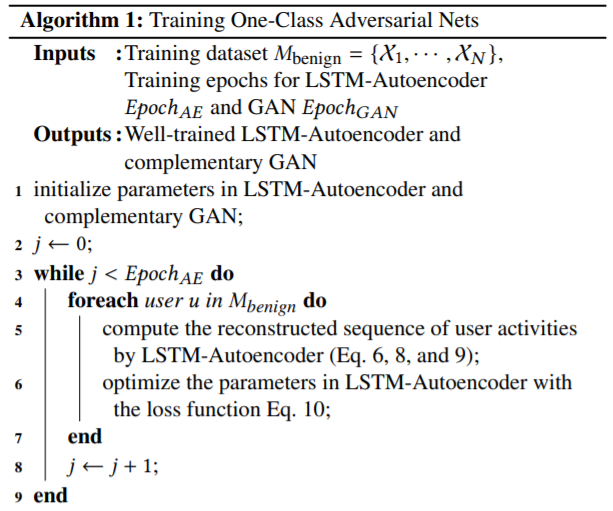 Algorithm 1: Training One-Class Adversarial Nets
Inputs : Training dataset M_benign = {𝒳_1, ⋯ , 𝒳_N},
Training epochs for LSTM-Autoencoder
Epoch_AE and GAN Epoch_GAN
Outputs : Well-trained LSTM-Autoencoder and
complementary GAN
1 initialize parameters in LSTM-Autoencoder and
complementary GAN;
2 j ← 0;
3 while j < Epoch_AE do
4 foreach user u in M_benign do
5 compute the reconstructed sequence of user activities
by LSTM-Autoencoder (Eq. 6, 8, and 9);
6 optimize the parameters in LSTM-Autoencoder with
the loss function Eq. 10;
7 end
8 j ← j + 1;
9 end